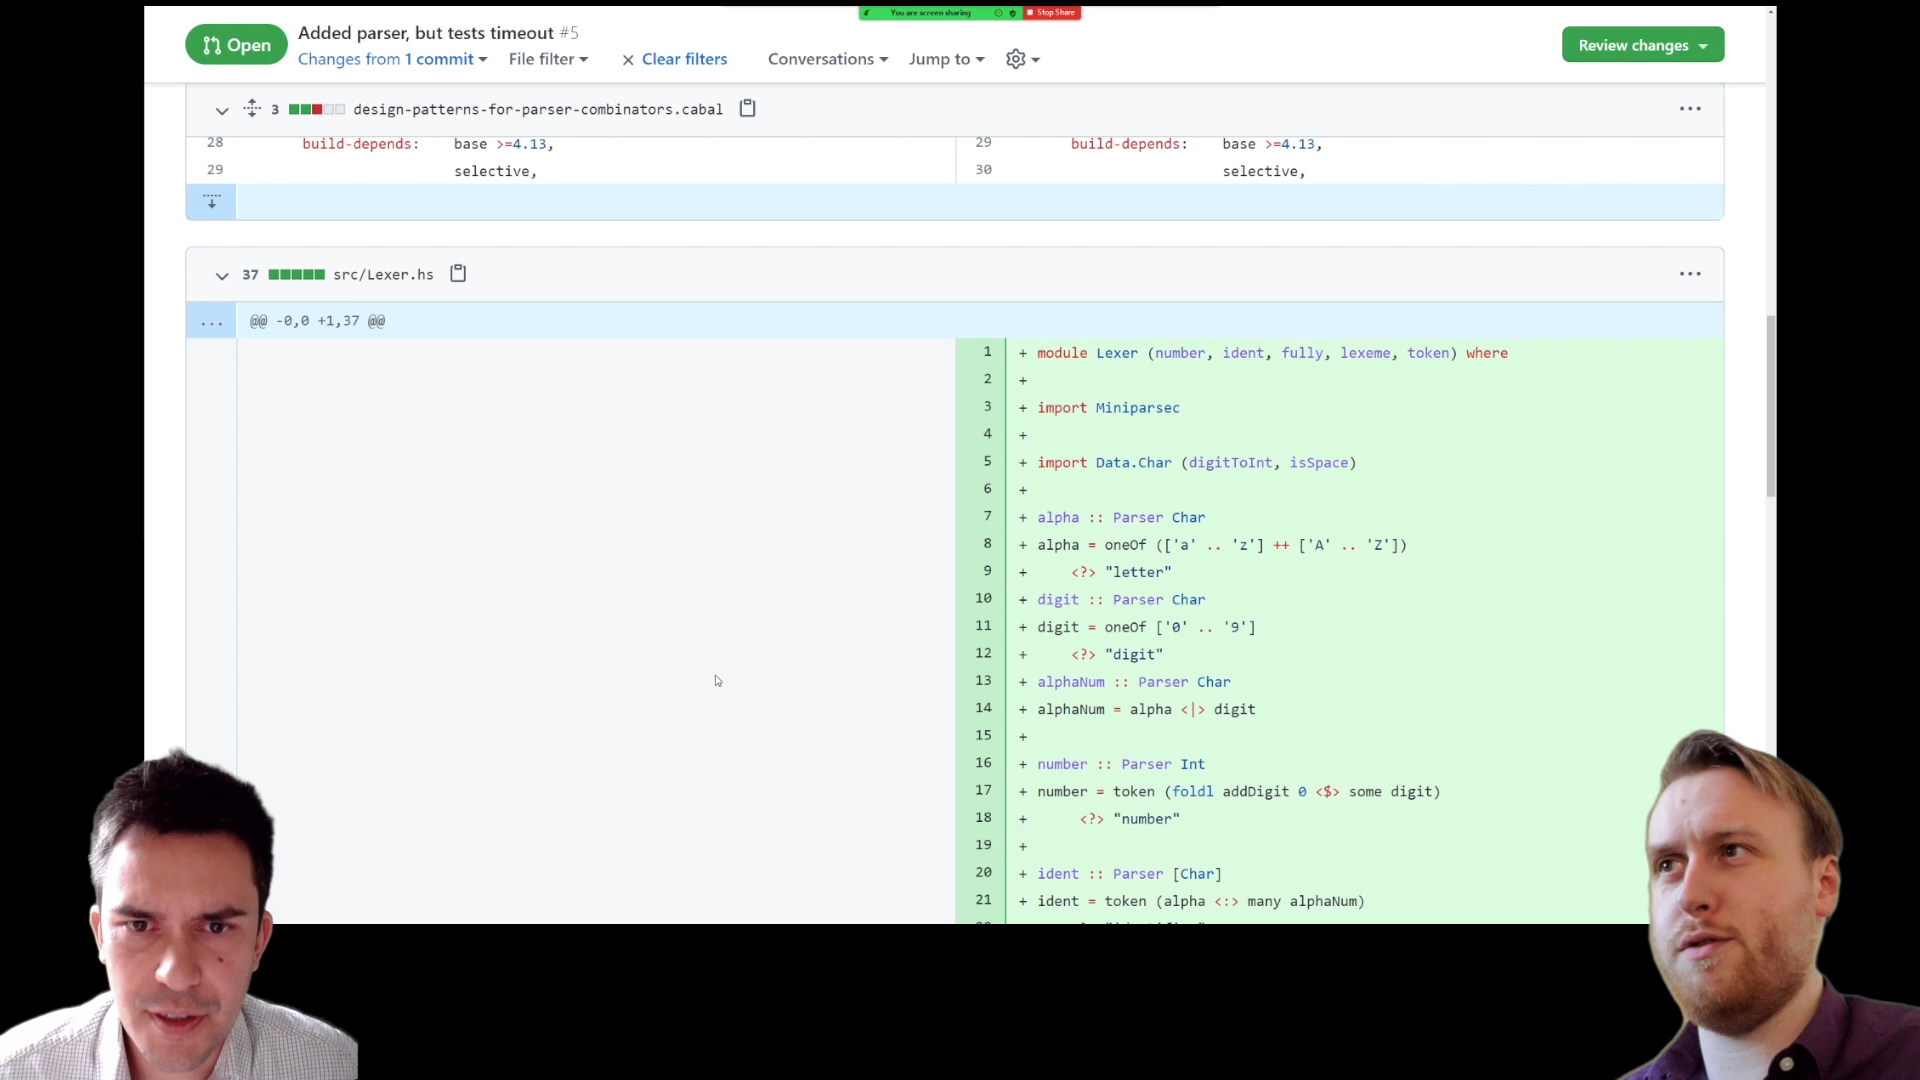 You are screen sharing Stop Share
Open
Added parser, but tests timeout #5
Changes from 1 commit File filter Clear filters Conversations Jump to
Review changes
3 design-patterns-for-parser-combinators.cabal
28 build-depends: base >=4.13, 29 build-depends: base >=4.13,
29 selective, 30 selective,
37 src/Lexer.hs
... @@ -0,0 +1,37 @@
1 + module Lexer (number, ident, fully, lexeme, token) where
2 +
3 + import Miniparsec
4 +
5 + import Data.Char (digitToInt, isSpace)
6 +
7 + alpha :: Parser Char
8 + alpha = oneOf (['a' .. 'z'] ++ ['A' .. 'Z'])
9 + <?> "letter"
10 + digit :: Parser Char
11 + digit = oneOf ['0' .. '9']
12 + <?> "digit"
13 + alphaNum :: Parser Char
14 + alphaNum = alpha <|> digit
15 +
16 + number :: Parser Int
17 + number = token (foldl addDigit 0 <$> some digit)
18 + <?> "number"
19 +
20 + ident :: Parser [Char]
21 + ident = token (alpha <:> many alphaNum)